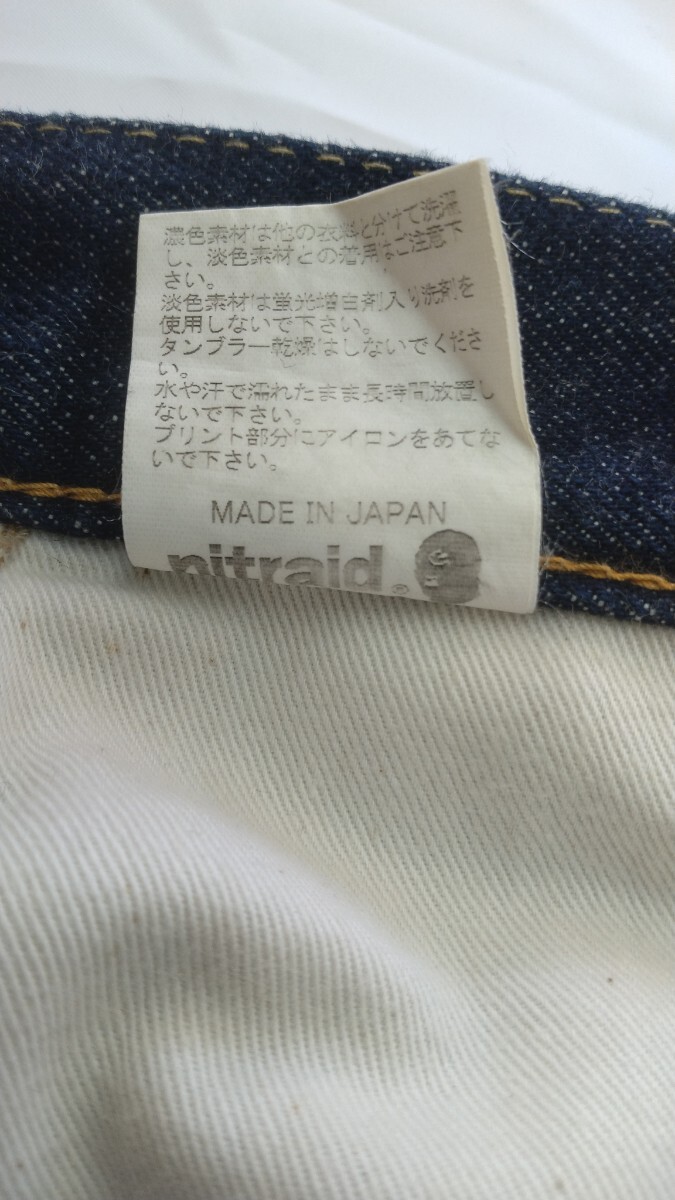 濃色素材は他の衣料と分けて洗濯
し、淡色素材との着用はご注意下
さい。
淡色素材は蛍光増白剤入り洗剤を
使用しないで下さい。
タンブラー乾燥はしないでくださ
い。
水や汗で濡れたまま長時間放置し
ないで下さい。
プリント部分にアイロンをあてな
いで下さい。
MADE IN JAPAN
nitraid®